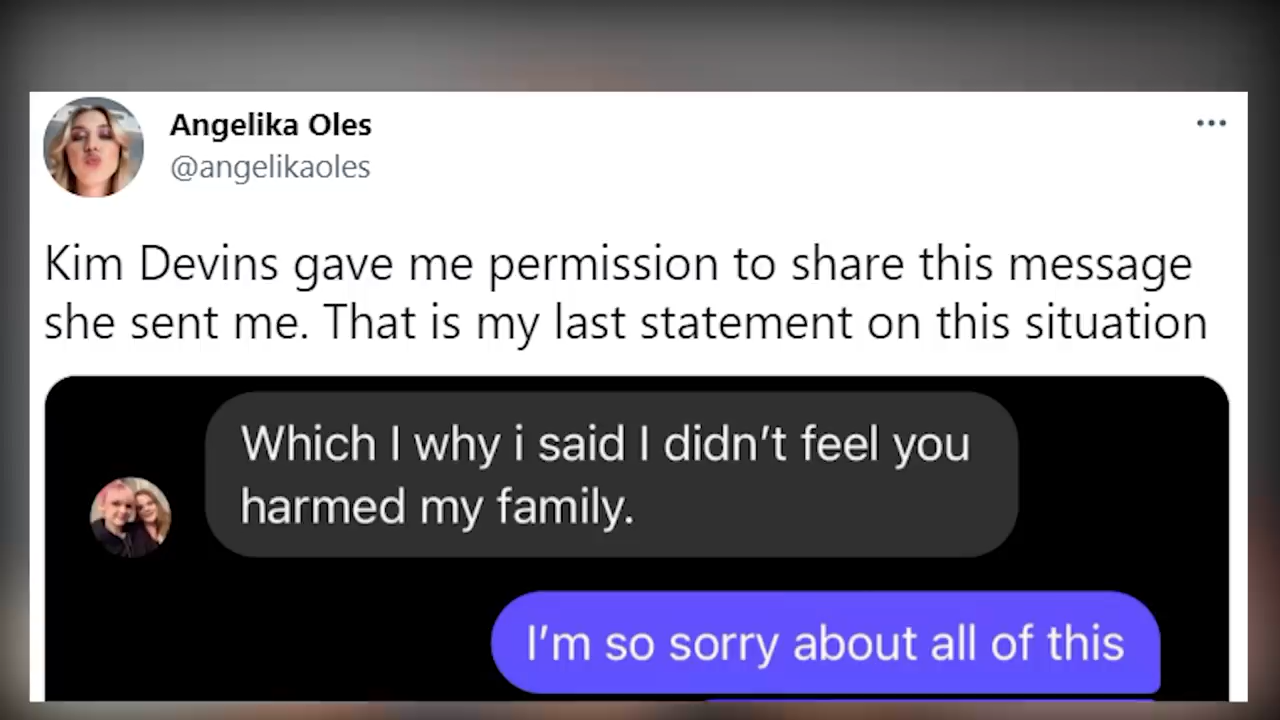 Angelika Oles
@angelikaoles
Kim Devins gave me permission to share this message
she sent me. That is my last statement on this situation
Which I why i said I didn’t feel you
harmed my family.
I’m so sorry about all of this